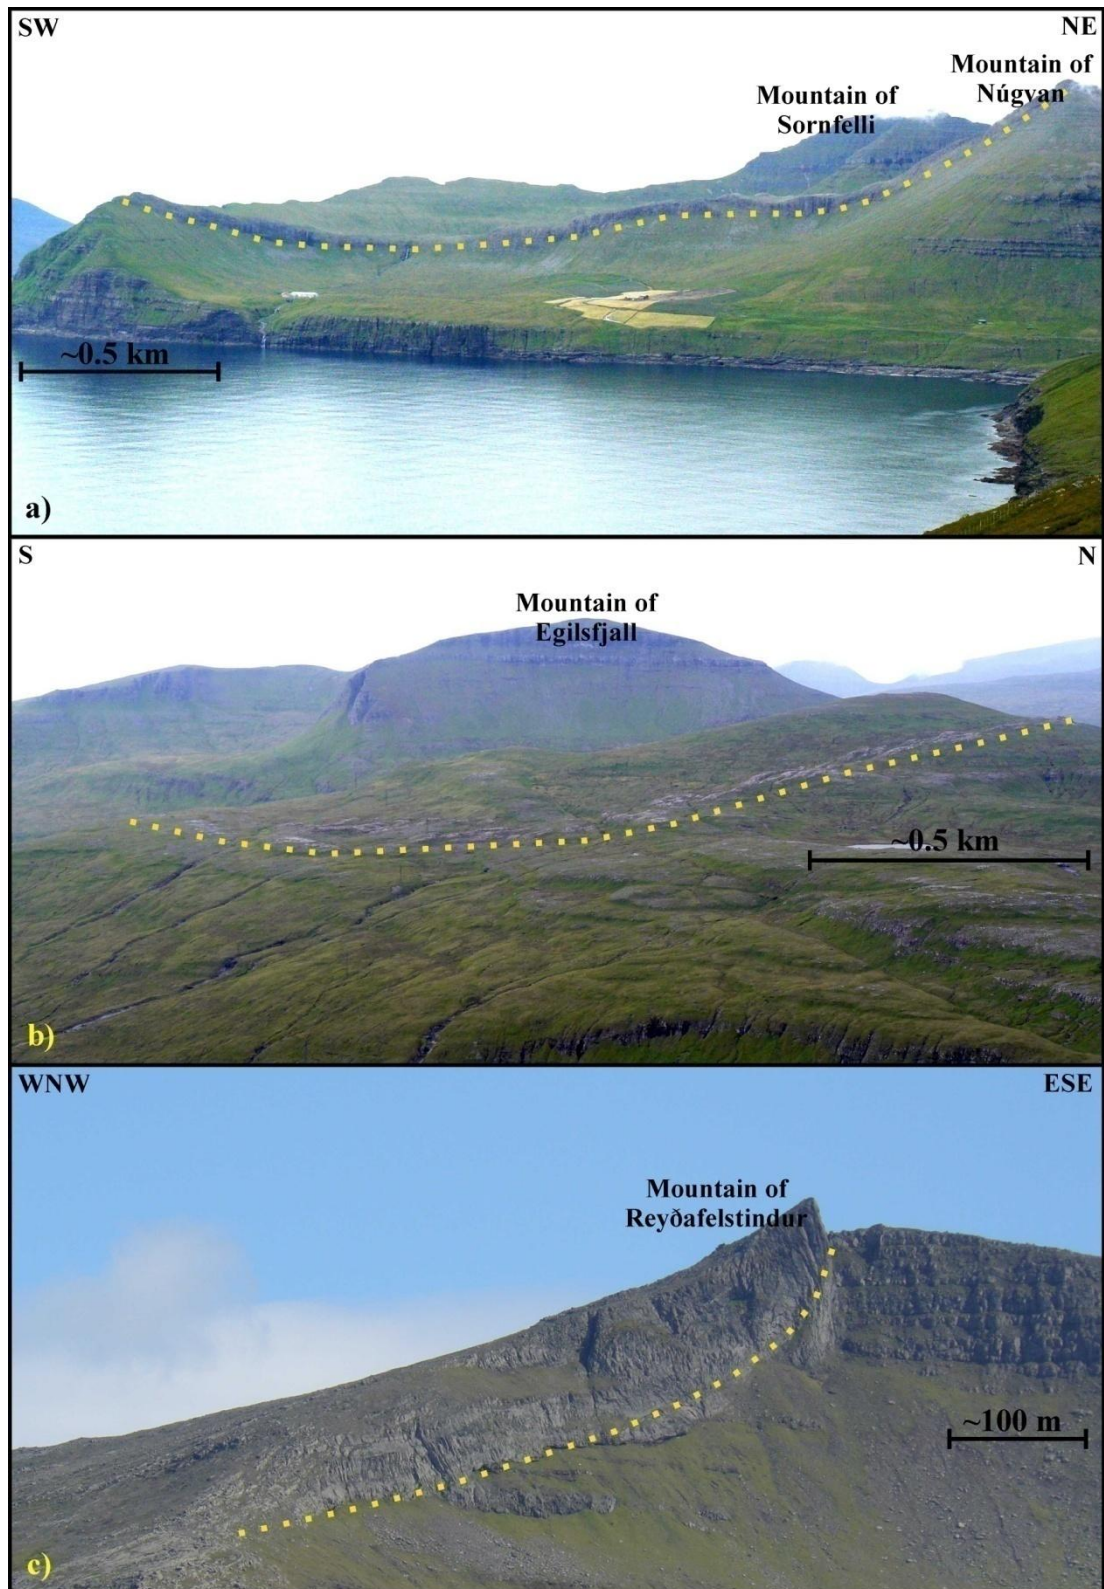 SW
NE
Mountain of
Núgvan
Mountain of
Sornfelli
~0.5 km
a)
S
N
Mountain of
Egilsfjall
~0.5 km
b)
WNW
ESE
Mountain of
Reyðafelstindur
~100 m
c)